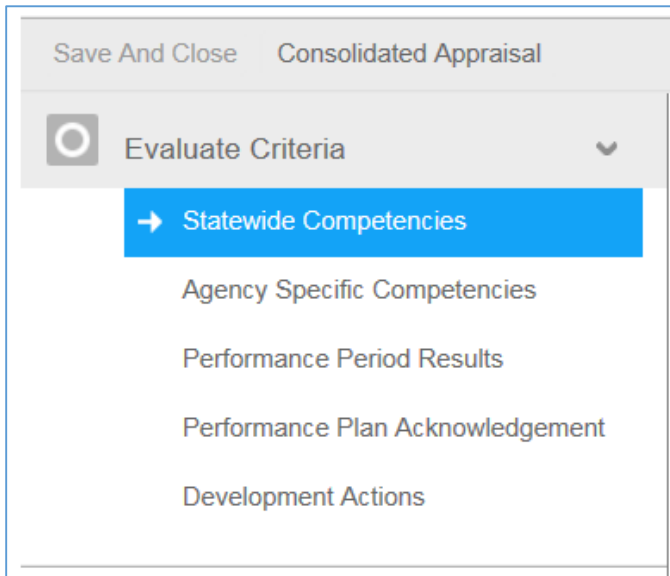 Save And Close Consolidated Appraisal
Evaluate Criteria
Statewide Competencies
Agency Specific Competencies
Performance Period Results
Performance Plan Acknowledgement
Development Actions